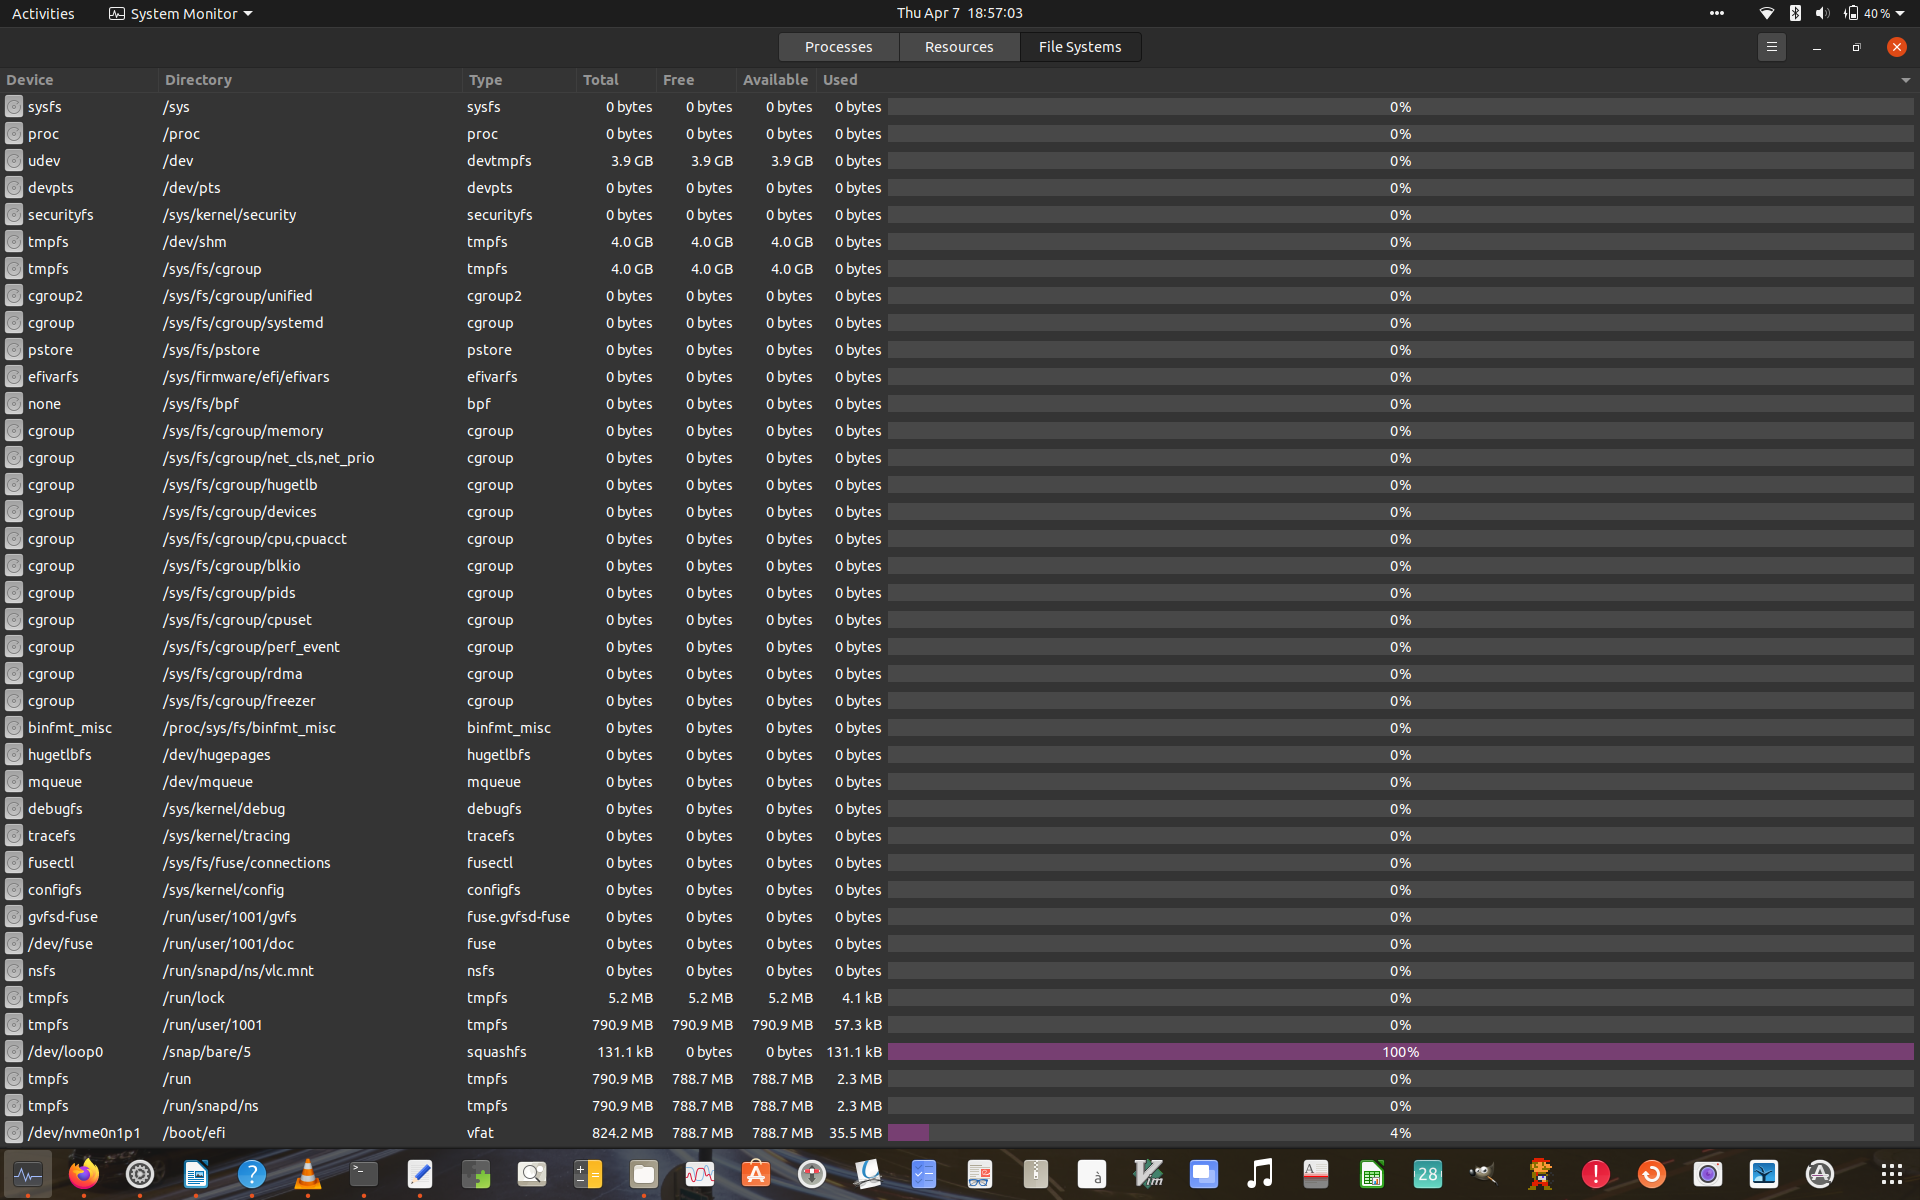 Activities System Monitor Thu Apr 7 18:57:03 40 %
Processes Resources File Systems
Device Directory Type Total Free Available Used
sysfs /sys sysfs 0 bytes 0 bytes 0 bytes 0 bytes 0%
proc /proc proc 0 bytes 0 bytes 0 bytes 0 bytes 0%
udev /dev devtmpfs 3.9 GB 3.9 GB 3.9 GB 0 bytes 0%
devpts /dev/pts devpts 0 bytes 0 bytes 0 bytes 0 bytes 0%
securityfs /sys/kernel/security securityfs 0 bytes 0 bytes 0 bytes 0 bytes 0%
tmpfs /dev/shm tmpfs 4.0 GB 4.0 GB 4.0 GB 0 bytes 0%
tmpfs /sys/fs/cgroup tmpfs 4.0 GB 4.0 GB 4.0 GB 0 bytes 0%
cgroup2 /sys/fs/cgroup/unified cgroup2 0 bytes 0 bytes 0 bytes 0 bytes 0%
cgroup /sys/fs/cgroup/systemd cgroup 0 bytes 0 bytes 0 bytes 0 bytes 0%
pstore /sys/fs/pstore pstore 0 bytes 0 bytes 0 bytes 0 bytes 0%
efivarfs /sys/firmware/efi/efivars efivarfs 0 bytes 0 bytes 0 bytes 0 bytes 0%
none /sys/fs/bpf bpf 0 bytes 0 bytes 0 bytes 0 bytes 0%
cgroup /sys/fs/cgroup/memory cgroup 0 bytes 0 bytes 0 bytes 0 bytes 0%
cgroup /sys/fs/cgroup/net_cls,net_prio cgroup 0 bytes 0 bytes 0 bytes 0 bytes 0%
cgroup /sys/fs/cgroup/hugetlb cgroup 0 bytes 0 bytes 0 bytes 0 bytes 0%
cgroup /sys/fs/cgroup/devices cgroup 0 bytes 0 bytes 0 bytes 0 bytes 0%
cgroup /sys/fs/cgroup/cpu,cpuacct cgroup 0 bytes 0 bytes 0 bytes 0 bytes 0%
cgroup /sys/fs/cgroup/blkio cgroup 0 bytes 0 bytes 0 bytes 0 bytes 0%
cgroup /sys/fs/cgroup/pids cgroup 0 bytes 0 bytes 0 bytes 0 bytes 0%
cgroup /sys/fs/cgroup/cpuset cgroup 0 bytes 0 bytes 0 bytes 0 bytes 0%
cgroup /sys/fs/cgroup/perf_event cgroup 0 bytes 0 bytes 0 bytes 0 bytes 0%
cgroup /sys/fs/cgroup/rdma cgroup 0 bytes 0 bytes 0 bytes 0 bytes 0%
cgroup /sys/fs/cgroup/freezer cgroup 0 bytes 0 bytes 0 bytes 0 bytes 0%
binfmt_misc /proc/sys/fs/binfmt_misc binfmt_misc 0 bytes 0 bytes 0 bytes 0 bytes 0%
hugetlbfs /dev/hugepages hugetlbfs 0 bytes 0 bytes 0 bytes 0 bytes 0%
mqueue /dev/mqueue mqueue 0 bytes 0 bytes 0 bytes 0 bytes 0%
debugfs /sys/kernel/debug debugfs 0 bytes 0 bytes 0 bytes 0 bytes 0%
tracefs /sys/kernel/tracing tracefs 0 bytes 0 bytes 0 bytes 0 bytes 0%
fusectl /sys/fs/fuse/connections fusectl 0 bytes 0 bytes 0 bytes 0 bytes 0%
configfs /sys/kernel/config configfs 0 bytes 0 bytes 0 bytes 0 bytes 0%
gvfsd-fuse /run/user/1001/gvfs fuse.gvfsd-fuse 0 bytes 0 bytes 0 bytes 0 bytes 0%
/dev/fuse /run/user/1001/doc fuse 0 bytes 0 bytes 0 bytes 0 bytes 0%
nsfs /run/snapd/ns/vlc.mnt nsfs 0 bytes 0 bytes 0 bytes 0 bytes 0%
tmpfs /run/lock tmpfs 5.2 MB 5.2 MB 5.2 MB 4.1 kB 0%
tmpfs /run/user/1001 tmpfs 790.9 MB 790.9 MB 790.9 MB 57.3 kB 0%
/dev/loop0 /snap/bare/5 squashfs 131.1 kB 0 bytes 0 bytes 131.1 kB 100%
tmpfs /run tmpfs 790.9 MB 788.7 MB 788.7 MB 2.3 MB 0%
tmpfs /run/snapd/ns tmpfs 790.9 MB 788.7 MB 788.7 MB 2.3 MB 0%
/dev/nvme0n1p1 /boot/efi vfat 824.2 MB 788.7 MB 788.7 MB 35.5 MB 4%
? >_ à Vim A 28 !